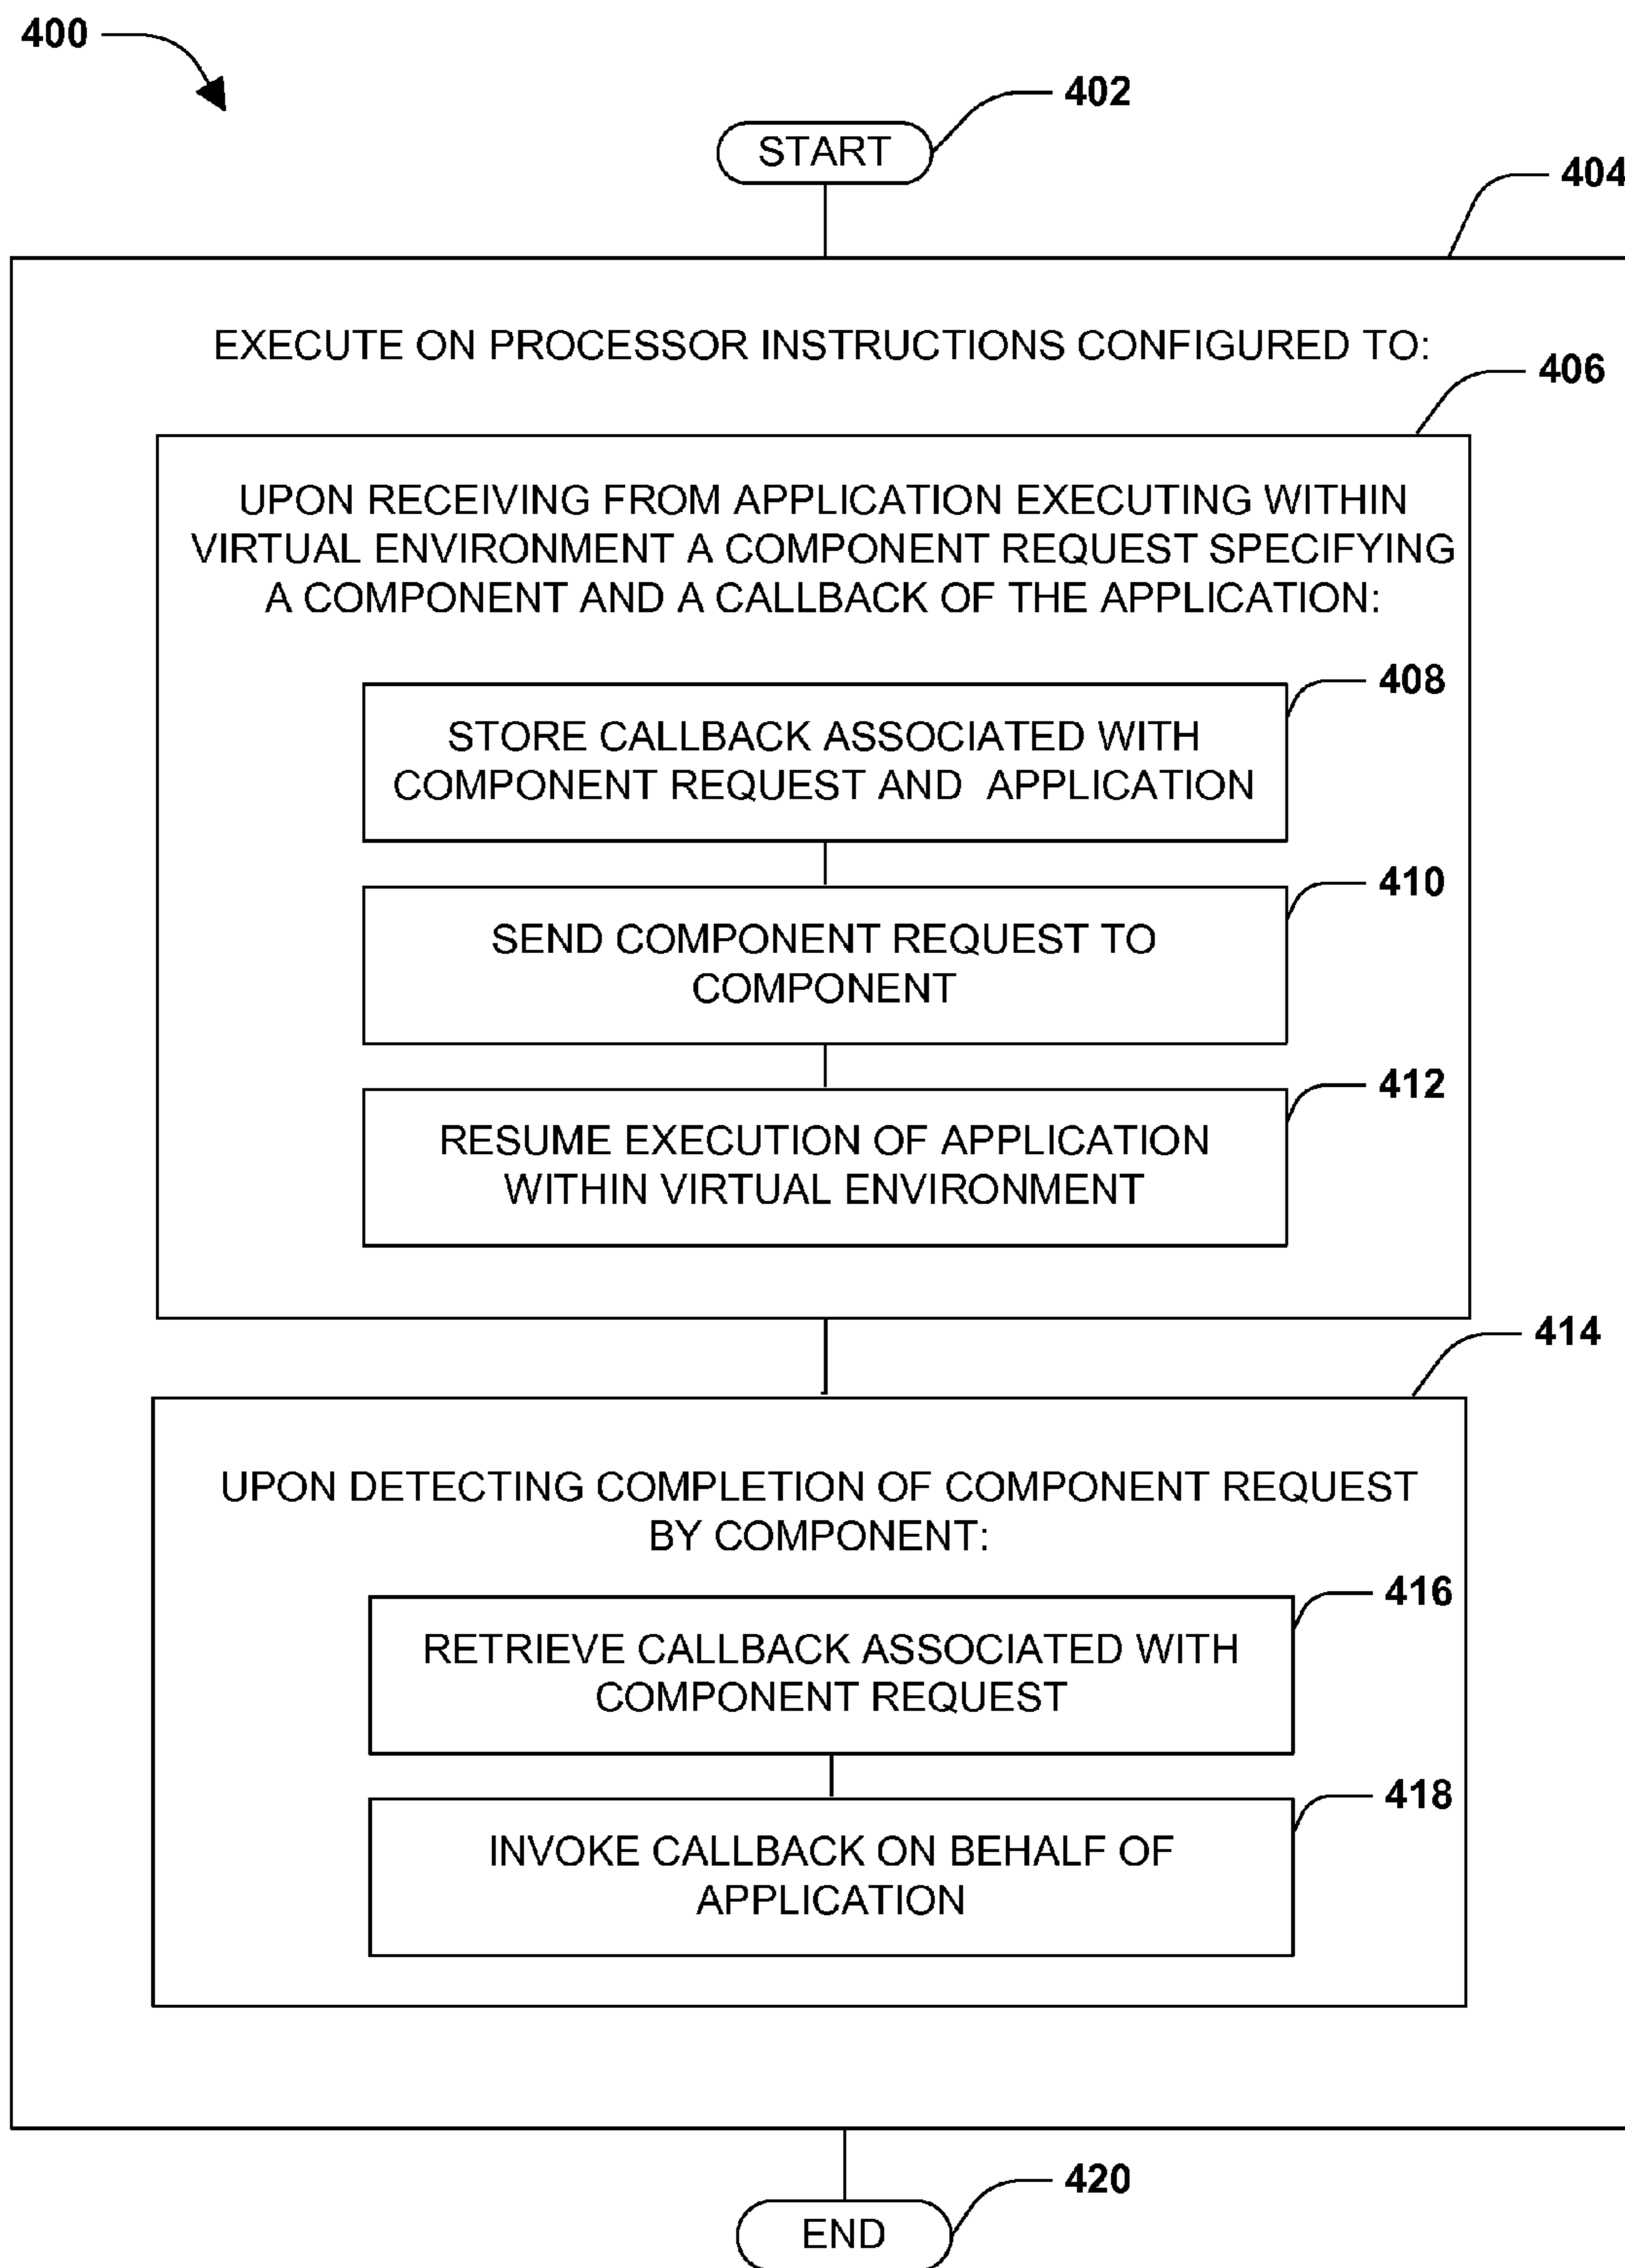 400
402
START
404
EXECUTE ON PROCESSOR INSTRUCTIONS CONFIGURED TO:
406
UPON RECEIVING FROM APPLICATION EXECUTING WITHIN
VIRTUAL ENVIRONMENT A COMPONENT REQUEST SPECIFYING
A COMPONENT AND A CALLBACK OF THE APPLICATION:
408
STORE CALLBACK ASSOCIATED WITH
COMPONENT REQUEST AND APPLICATION
410
SEND COMPONENT REQUEST TO
COMPONENT
412
RESUME EXECUTION OF APPLICATION
WITHIN VIRTUAL ENVIRONMENT
414
UPON DETECTING COMPLETION OF COMPONENT REQUEST
BY COMPONENT:
416
RETRIEVE CALLBACK ASSOCIATED WITH
COMPONENT REQUEST
418
INVOKE CALLBACK ON BEHALF OF
APPLICATION
420
END